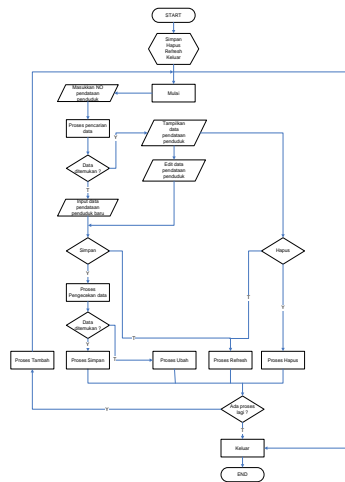 START
Simpan
Hapus
Refresh
Keluar
Mulai
Masukkan NO
pendataan
penduduk
Proses pencarian
data
Tampilkan
data
pendataan
penduduk
Y
Data
ditemukan ?
Edit data
pendataan
penduduk
T
Input data
pendataan
penduduk baru
Simpan
Hapus
Y
Proses
Pengecekan data
T
Y
Data
ditemukan ?
T
Y
T
Proses Tambah
Proses Simpan
Proses Ubah
Proses Refresh
Proses Hapus
Y
Ada proses
lagi ?
T
Keluar
END